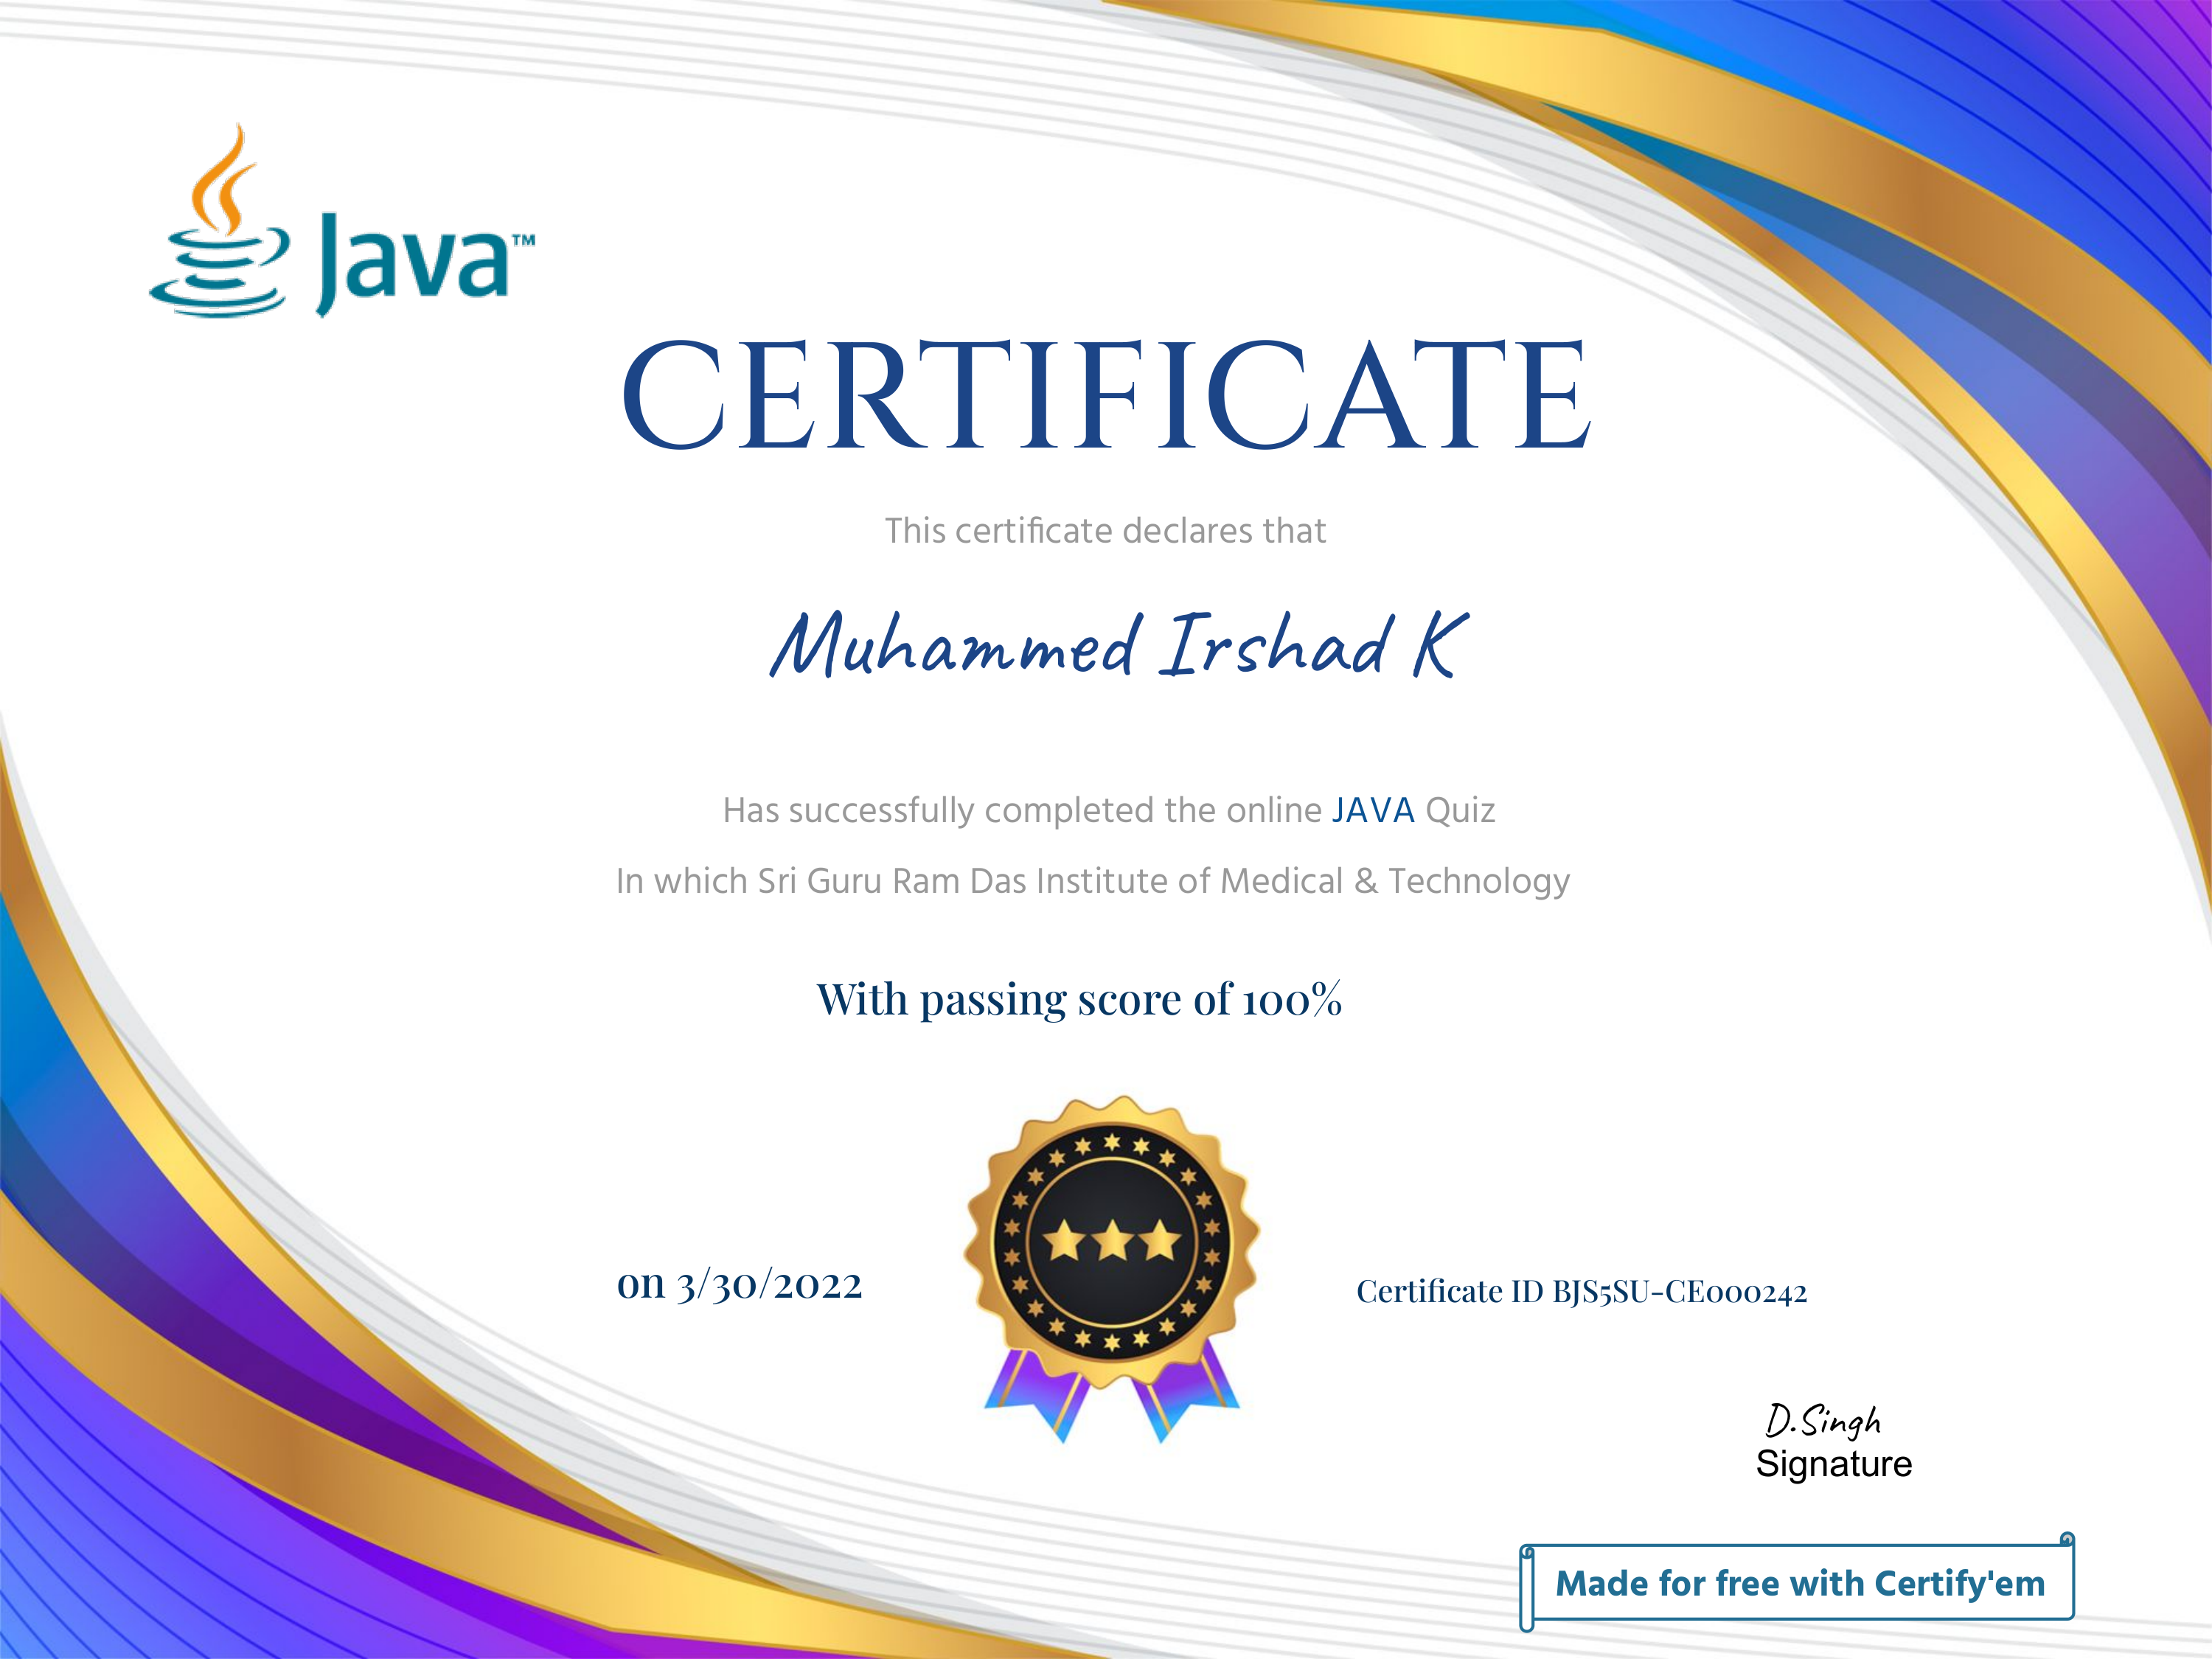 Java™
CERTIFICATE
This certificate declares that
Muhammed Irshad K
Has successfully completed the online JAVA Quiz
In which Sri Guru Ram Das Institute of Medical & Technology
With passing score of 100%
on 3/30/2022
Certificate ID BJS5SU-CE000242
D.Singh
Signature
Made for free with Certify'em